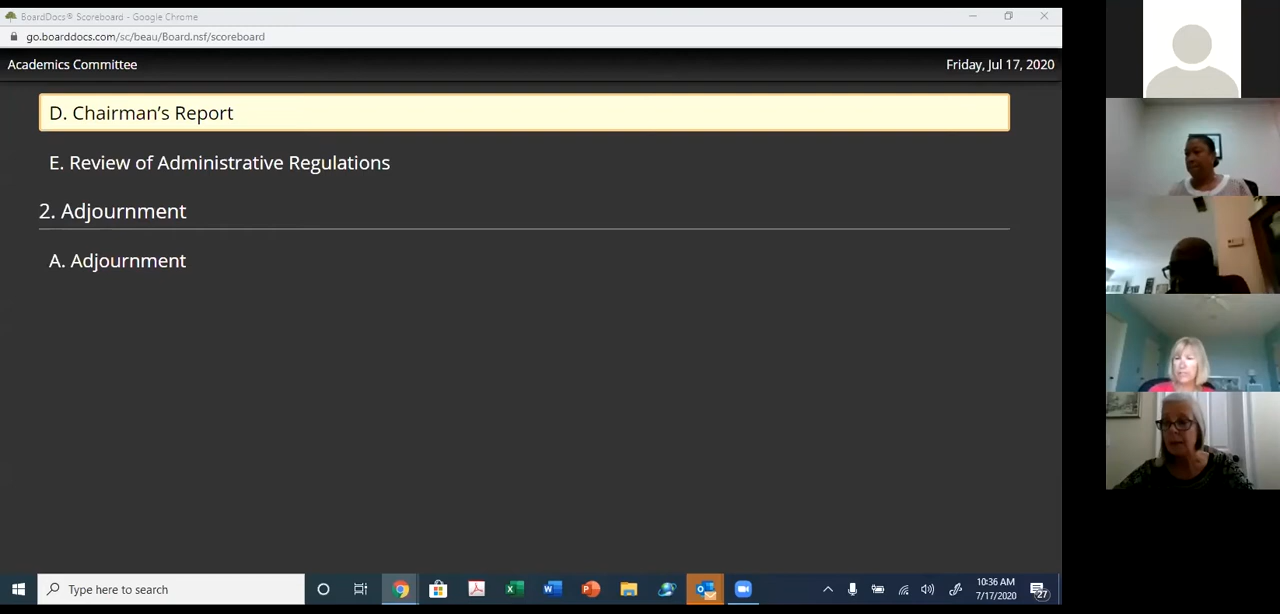 BoardDocs® Scoreboard - Google Chrome
go.boarddocs.com/sc/beau/Board.nsf/scoreboard
Academics Committee
Friday, Jul 17, 2020
D. Chairman’s Report
E. Review of Administrative Regulations
2. Adjournment
A. Adjournment
Type here to search
10:36 AM
7/17/2020
27